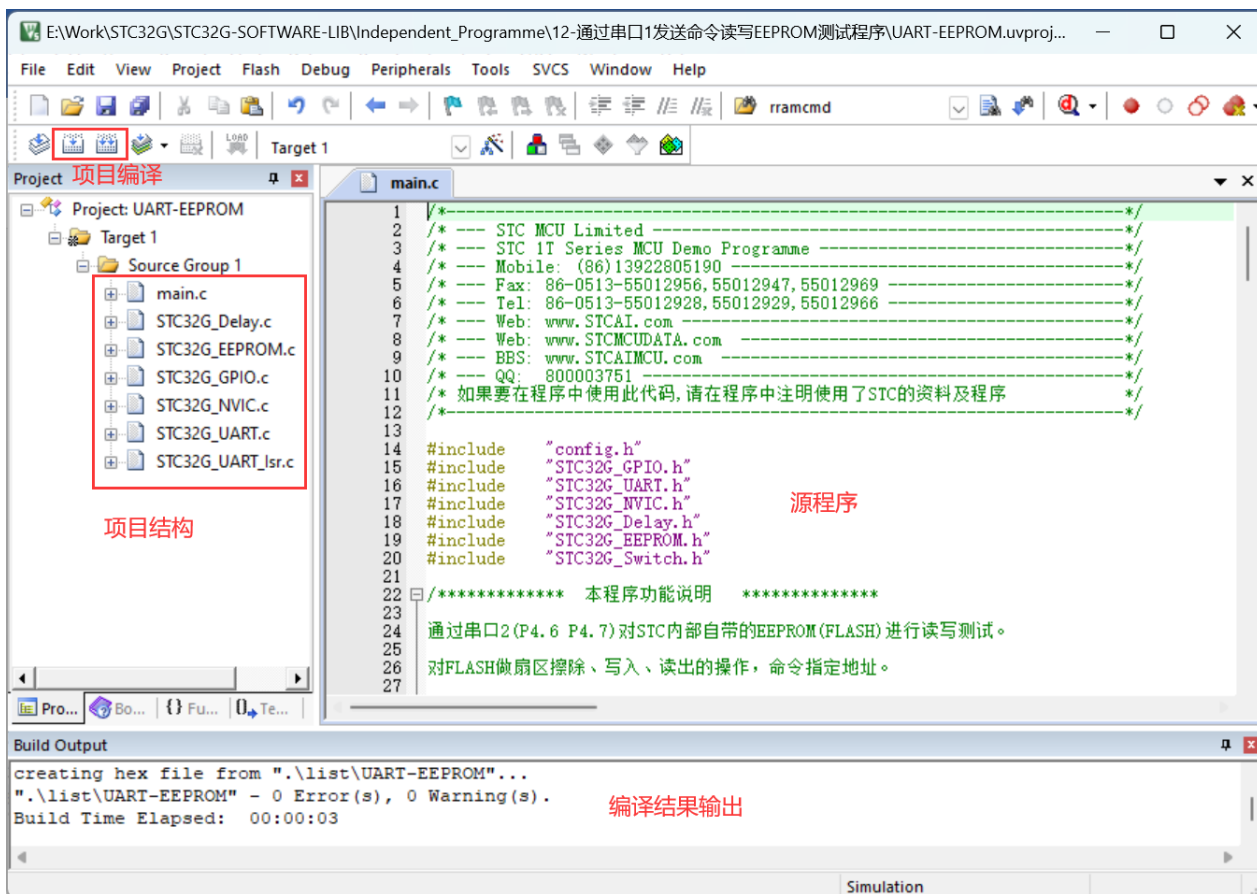 E:\Work\STC32G\STC32G-SOFTWARE-LIB\Independent_Programme\12-通过串口1发送命令读写EEPROM测试程序\UART-EEPROM.uvproj...
File Edit View Project Flash Debug Peripherals Tools SVCS Window Help
rramcmd
LOAD Target 1
Project 项目编译
main.c
Project: UART-EEPROM
Target 1
Source Group 1
main.c
STC32G_Delay.c
STC32G_EEPROM.c
STC32G_GPIO.c
STC32G_NVIC.c
STC32G_UART.c
STC32G_UART_Isr.c
项目结构
1 /*---------------------------------------------------------------------*/
2 /* --- STC MCU Limited ------------------------------------------------*/
3 /* --- STC 1T Series MCU Demo Programme -------------------------------*/
4 /* --- Mobile: (86)13922805190 ----------------------------------------*/
5 /* --- Fax: 86-0513-55012956,55012947,55012969 ------------------------*/
6 /* --- Tel: 86-0513-55012928,55012929,55012966 ------------------------*/
7 /* --- Web: www.STCAI.com ---------------------------------------------*/
8 /* --- Web: www.STCMCUDATA.com ---------------------------------------*/
9 /* --- BBS: www.STCAIMCU.com -----------------------------------------*/
10 /* --- QQ: 800003751 -------------------------------------------------*/
11 /* 如果要在程序中使用此代码,请在程序中注明使用了STC的资料及程序 */
12 /*---------------------------------------------------------------------*/
13
14 #include "config.h"
15 #include "STC32G_GPIO.h"
16 #include "STC32G_UART.h"
17 #include "STC32G_NVIC.h"
18 #include "STC32G_Delay.h"
19 #include "STC32G_EEPROM.h"
20 #include "STC32G_Switch.h"
源程序
21
22 /************* 本程序功能说明 **************
23
24 通过串口2(P4.6 P4.7)对STC内部自带的EEPROM(FLASH)进行读写测试。
25
26 对FLASH做扇区擦除、写入、读出的操作，命令指定地址。
27
Pro... Bo... {} Fu... Te...
Build Output
creating hex file from ".\list\UART-EEPROM"...
".\list\UART-EEPROM" - 0 Error(s), 0 Warning(s).
Build Time Elapsed: 00:00:03
编译结果输出
Simulation